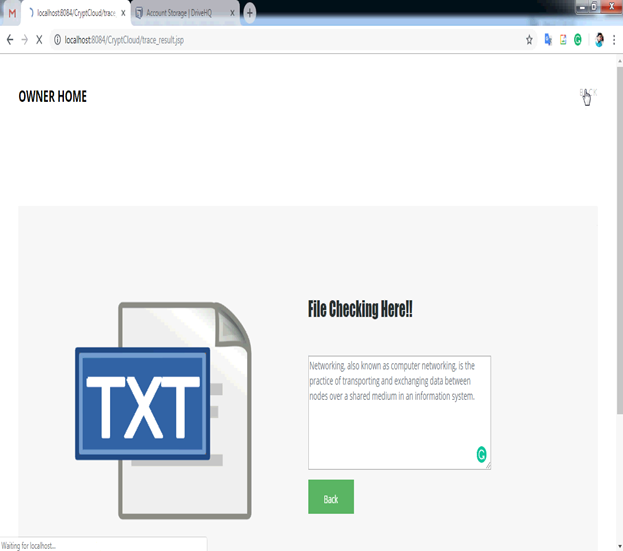 localhost:8084/CryptCloud/trace
Account Storage | DriveHQ
localhost:8084/CryptCloud/trace_result.jsp
OWNER HOME
BACK
File Checking Here!!
TXT
Networking, also known as computer networking, is the
practice of transporting and exchanging data between
nodes over a shared medium in an information system.
Back
Waiting for localhost...